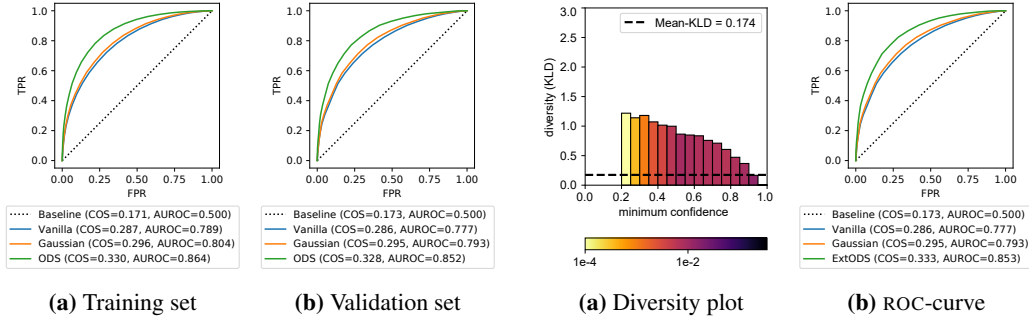 1.0
0.8
0.6
0.4
0.2
0.0
TPR
0.00 0.25 0.50 0.75 1.00
FPR
Baseline (COS=0.171, AUROC=0.500)
Vanilla (COS=0.287, AUROC=0.789)
Gaussian (COS=0.296, AUROC=0.804)
ODS (COS=0.330, AUROC=0.864)
(a) Training set
1.0
0.8
0.6
0.4
0.2
0.0
TPR
0.00 0.25 0.50 0.75 1.00
FPR
Baseline (COS=0.173, AUROC=0.500)
Vanilla (COS=0.286, AUROC=0.777)
Gaussian (COS=0.295, AUROC=0.793)
ODS (COS=0.328, AUROC=0.852)
(b) Validation set
3.0
2.5
2.0
1.5
1.0
0.5
0.0
diversity (KLD)
Mean-KLD = 0.174
0.0 0.2 0.4 0.6 0.8 1.0
minimum confidence
1e-4 1e-2
(a) Diversity plot
1.0
0.8
0.6
0.4
0.2
0.0
TPR
0.00 0.25 0.50 0.75 1.00
FPR
Baseline (COS=0.173, AUROC=0.500)
Vanilla (COS=0.286, AUROC=0.777)
Gaussian (COS=0.295, AUROC=0.793)
ExtODS (COS=0.333, AUROC=0.853)
(b) ROC-curve